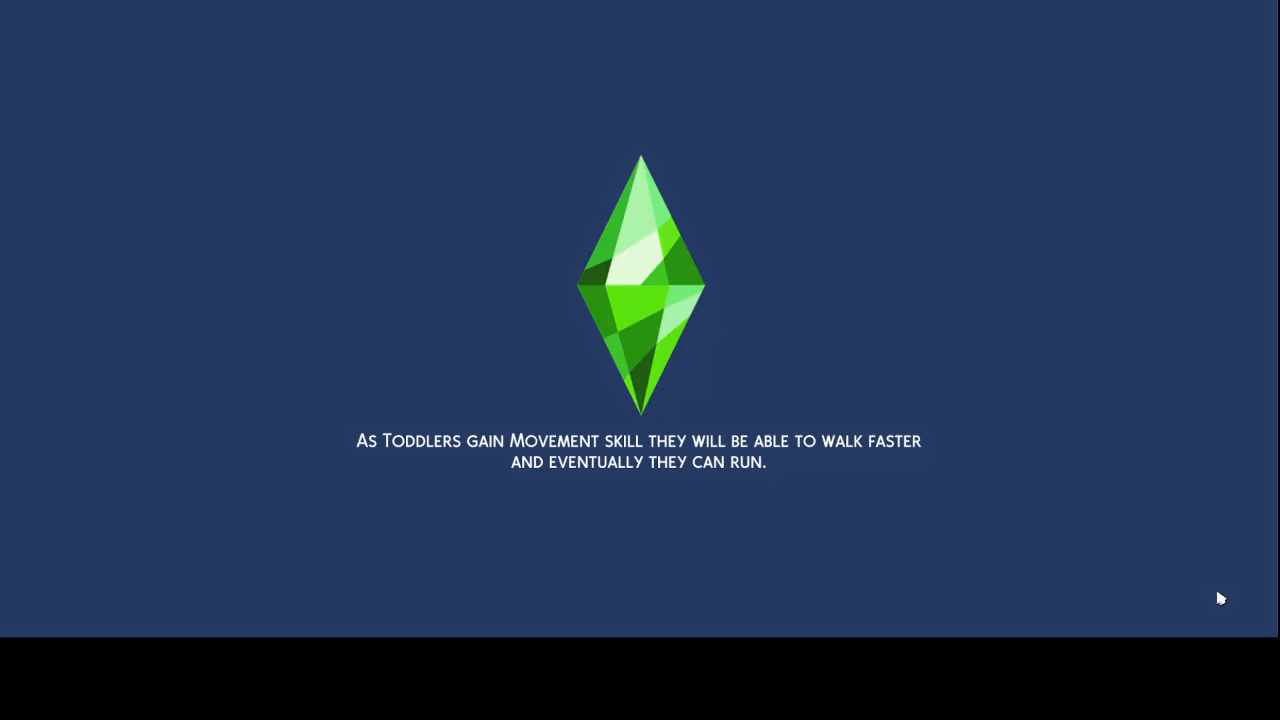 As Toddlers gain Movement skill they will be able to walk faster
and eventually they can run.